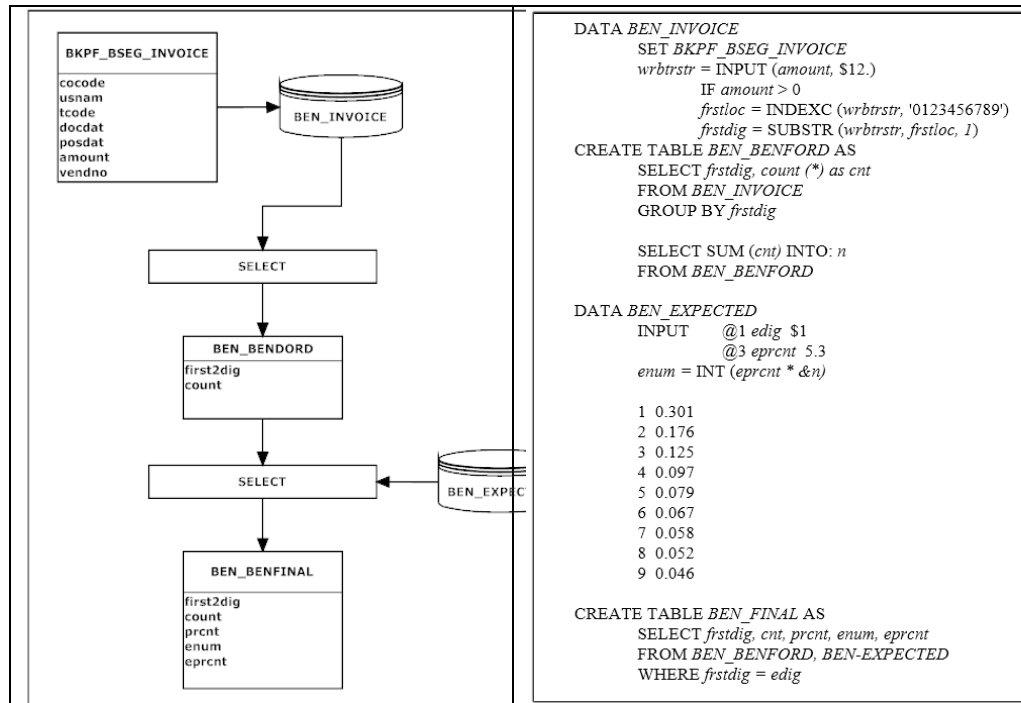 BKPF_BSEG_INVOICE
cocode
usnam
tcode
docdat
posdat
amount
vendno
BEN_INVOICE
SELECT
BEN_BENDORD
first2dig
count
SELECT
BEN_EXPEC
BEN_BENFINAL
first2dig
count
prcnt
enum
eprcnt
DATA BEN_INVOICE
SET BKPF_BSEG_INVOICE
wrbtrstr = INPUT (amount, $12.)
IF amount > 0
frstloc = INDEXC (wrbtrstr, '0123456789')
frstdig = SUBSTR (wrbtrstr, frstloc, 1)
CREATE TABLE BEN_BENFORD AS
SELECT frstdig, count (*) as cnt
FROM BEN_INVOICE
GROUP BY frstdig
SELECT SUM (cnt) INTO: n
FROM BEN_BENFORD
DATA BEN_EXPECTED
INPUT @1 edig $1
@3 eprcnt 5.3
enum = INT (eprcnt * &n)
1 0.301
2 0.176
3 0.125
4 0.097
5 0.079
6 0.067
7 0.058
8 0.052
9 0.046
CREATE TABLE BEN_FINAL AS
SELECT frstdig, cnt, prcnt, enum, eprcnt
FROM BEN_BENFORD, BEN-EXPECTED
WHERE frstdig = edig